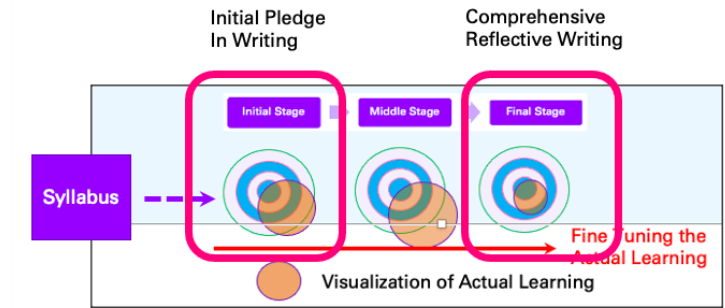 Initial Pledge
In Writing
Comprehensive
Reflective Writing
Initial Stage
Middle Stage
Final Stage
Syllabus
Fine Tuning the
Actual Learning
Visualization of Actual Learning